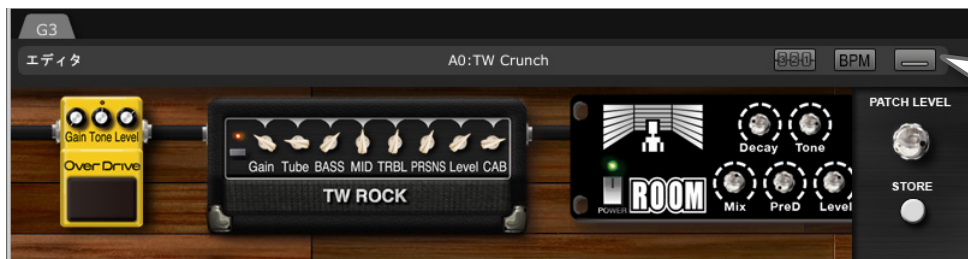 G3
エディタ
A0:TW Crunch
BPM
PATCH LEVEL
Gain Tone Level
Over Drive
Gain Tube BASS MID TRBL PRSNS Level CAB
TW ROCK
Decay Tone
POWER
ROOM
Mix PreD Level
STORE